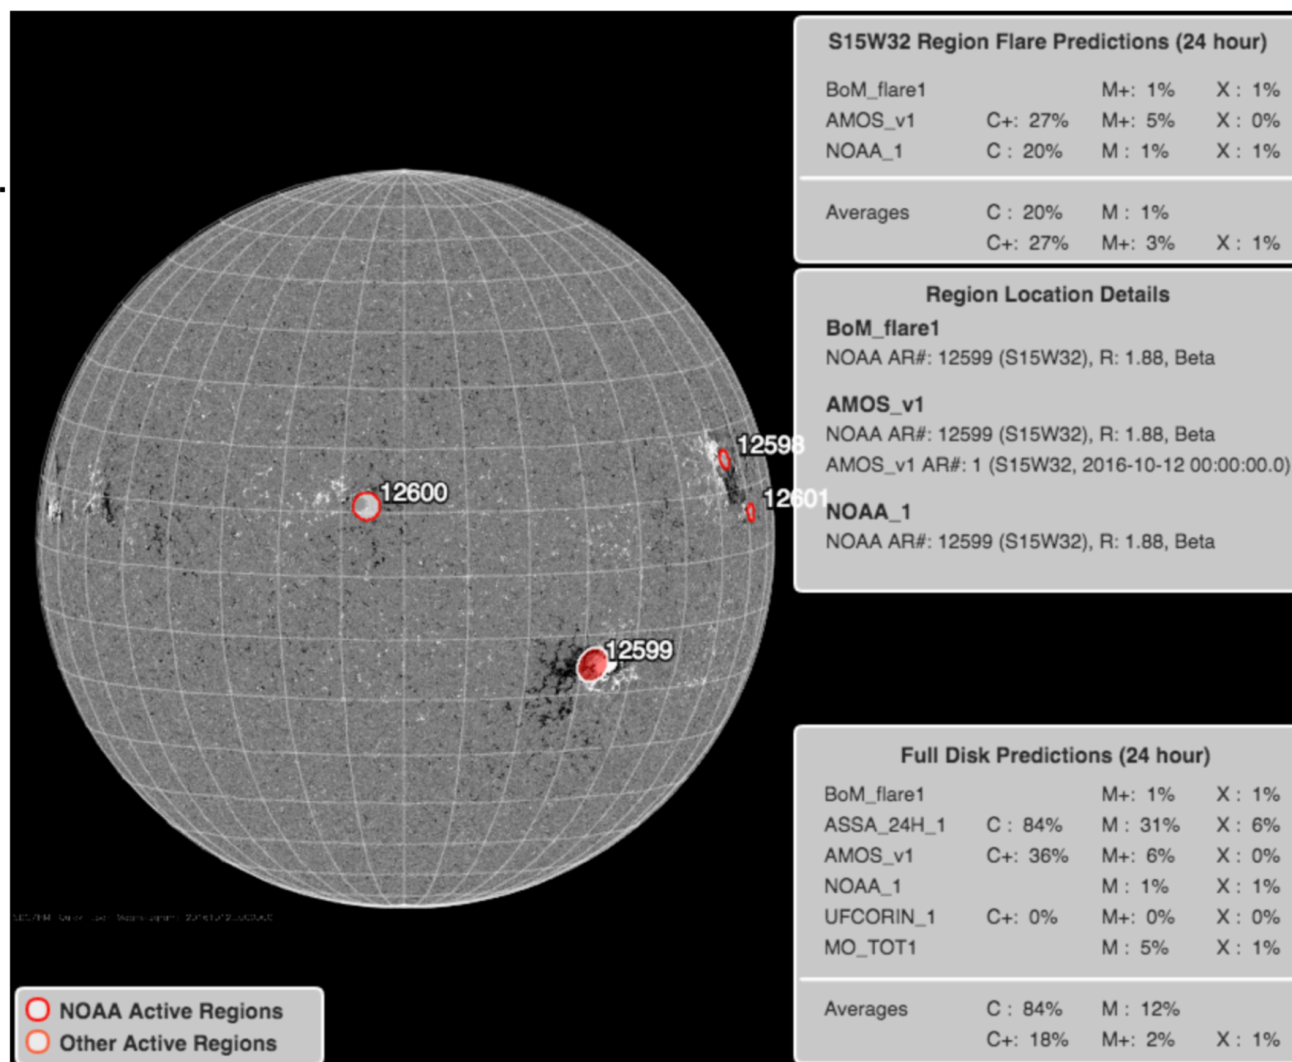 S15W32 Region Flare Predictions (24 hour)
BoM_flare1 M+: 1% X : 1%
AMOS_v1 C+: 27% M+: 5% X : 0%
NOAA_1 C : 20% M : 1% X : 1%
Averages C : 20% M : 1%
C+: 27% M+: 3% X : 1%
Region Location Details
BoM_flare1
NOAA AR#: 12599 (S15W32), R: 1.88, Beta
AMOS_v1
NOAA AR#: 12599 (S15W32), R: 1.88, Beta
AMOS_v1 AR#: 1 (S15W32, 2016-10-12 00:00:00.0)
NOAA_1
NOAA AR#: 12599 (S15W32), R: 1.88, Beta
12598
12600
12601
12599
Full Disk Predictions (24 hour)
BoM_flare1 M+: 1% X : 1%
ASSA_24H_1 C : 84% M : 31% X : 6%
AMOS_v1 C+: 36% M+: 6% X : 0%
NOAA_1 M : 1% X : 1%
UFCORIN_1 C+: 0% M+: 0% X : 0%
MO_TOT1 M : 5% X : 1%
Averages C : 84% M : 12%
C+: 18% M+: 2% X : 1%
NOAA Active Regions
Other Active Regions